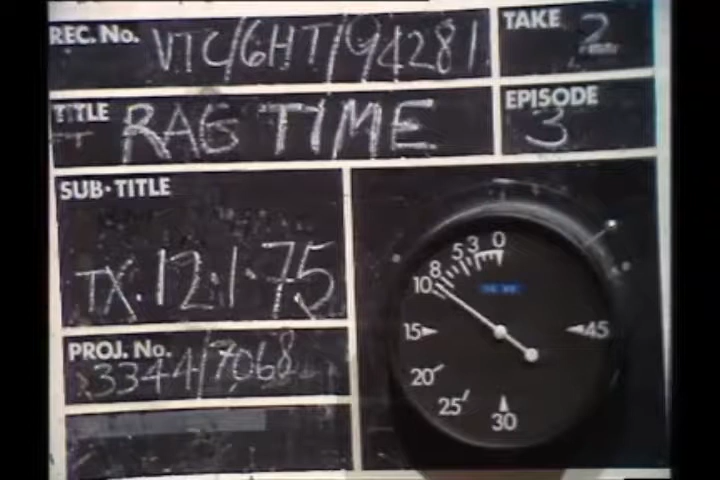 REC. No. VTC/6HT/94281
TAKE 2
TITLE RAG TIME
EPISODE 3
SUB·TITLE
TX.12.1.75
PROJ. No. 3344/7068
0
3
5
8
10
15
20
25
30
45